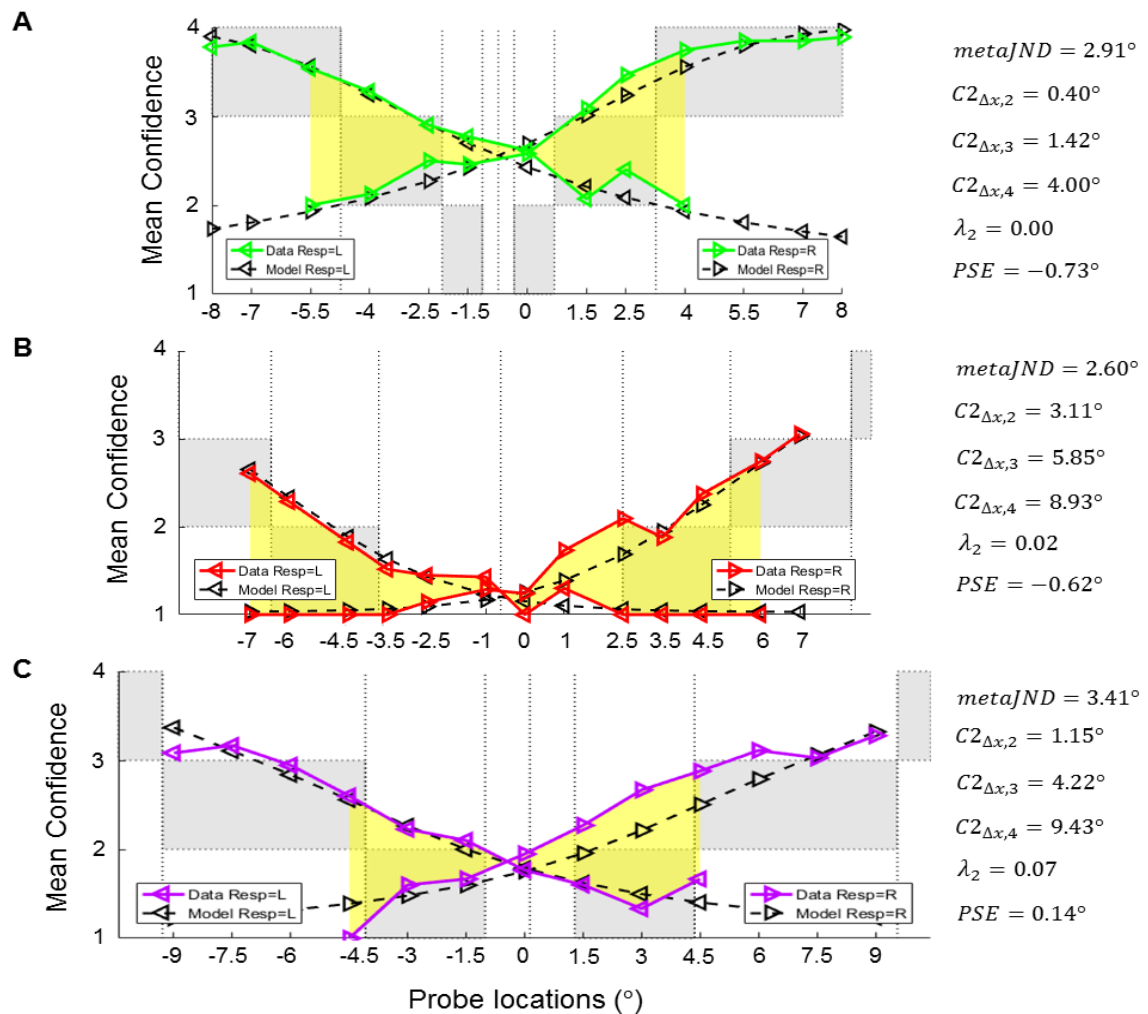 A
4
3
2
1
Mean Confidence
Data Resp=L
Model Resp=L
Data Resp=R
Model Resp=R
-8 -7 -5.5 -4 -2.5 -1.5 0 1.5 2.5 4 5.5 7 8
metaJND = 2.91°
C2Δx,2 = 0.40°
C2Δx,3 = 1.42°
C2Δx,4 = 4.00°
λ2 = 0.00
PSE = −0.73°
B
4
3
2
1
Mean Confidence
Data Resp=L
Model Resp=L
Data Resp=R
Model Resp=R
-7 -6 -4.5 -3.5 -2.5 -1 0 1 2.5 3.5 4.5 6 7
metaJND = 2.60°
C2Δx,2 = 3.11°
C2Δx,3 = 5.85°
C2Δx,4 = 8.93°
λ2 = 0.02
PSE = −0.62°
C
4
3
2
1
Mean Confidence
Data Resp=L
Model Resp=L
Data Resp=R
Model Resp=R
-9 -7.5 -6 -4.5 -3 -1.5 0 1.5 3 4.5 6 7.5 9
Probe locations (°)
metaJND = 3.41°
C2Δx,2 = 1.15°
C2Δx,3 = 4.22°
C2Δx,4 = 9.43°
λ2 = 0.07
PSE = 0.14°